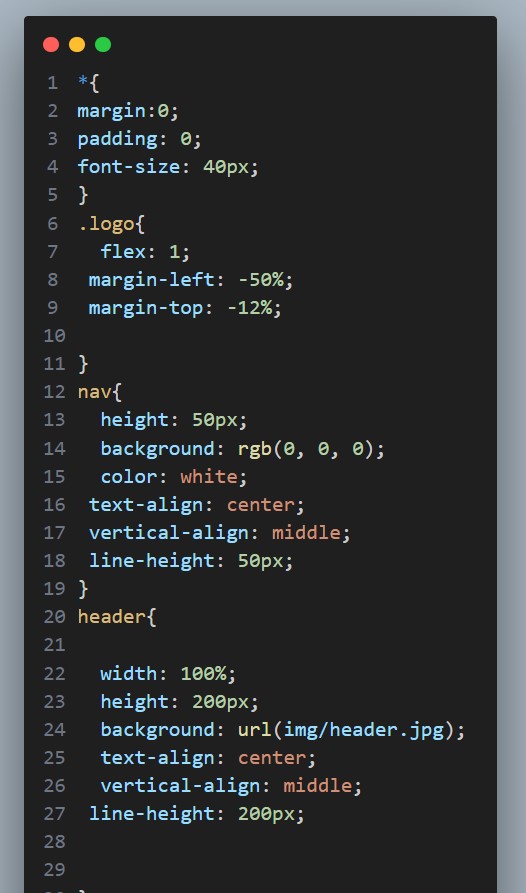 1 *{
2 margin:0;
3 padding: 0;
4 font-size: 40px;
5 }
6 .logo{
7   flex: 1;
8  margin-left: -50%;
9  margin-top: -12%;
10
11 }
12 nav{
13   height: 50px;
14   background: rgb(0, 0, 0);
15   color: white;
16  text-align: center;
17  vertical-align: middle;
18  line-height: 50px;
19 }
20 header{
21
22   width: 100%;
23   height: 200px;
24   background: url(img/header.jpg);
25   text-align: center;
26   vertical-align: middle;
27  line-height: 200px;
28
29